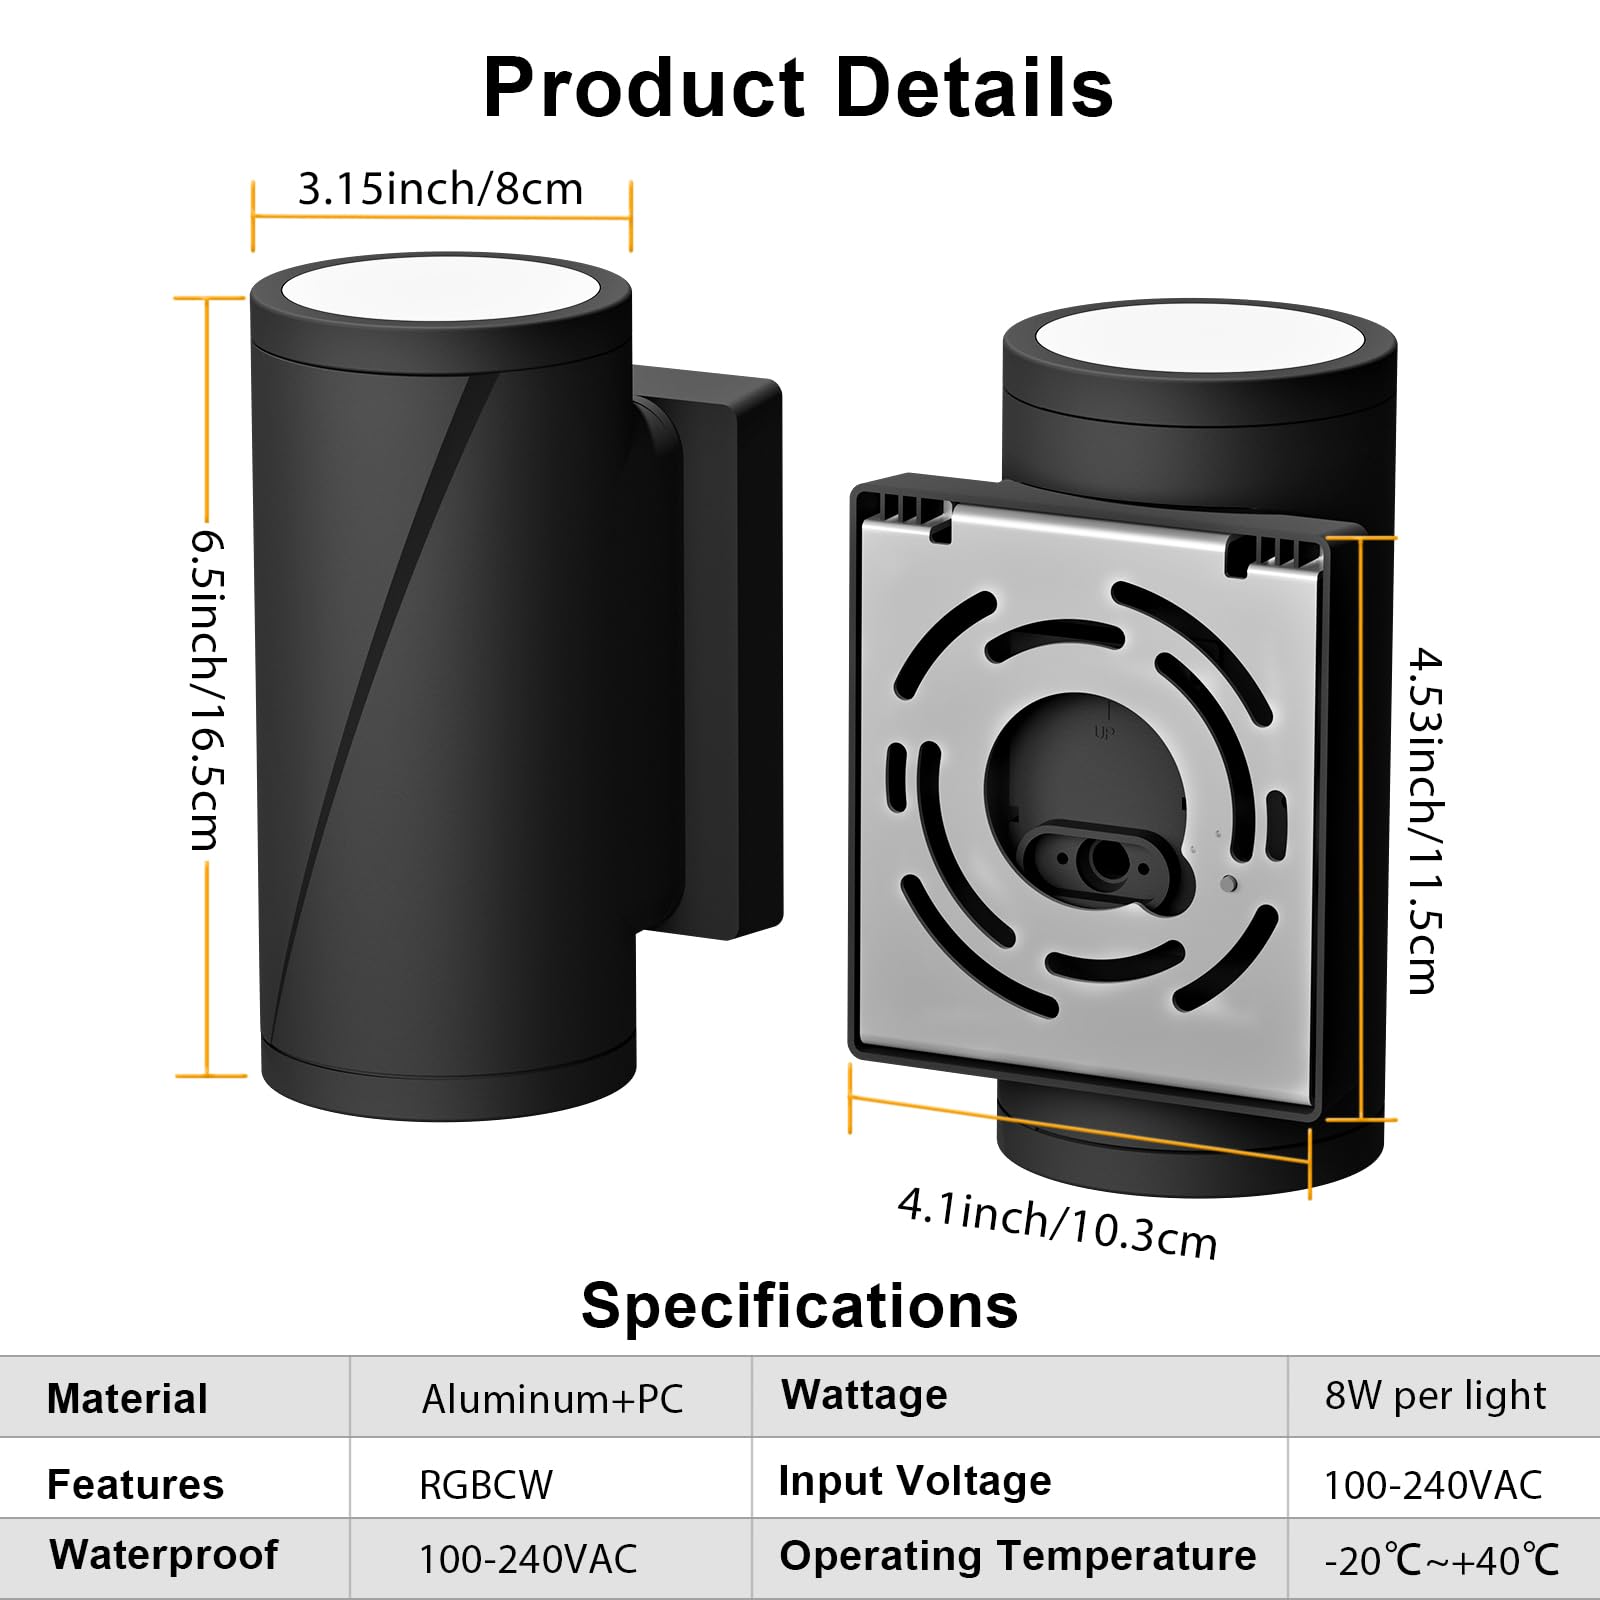 Product Details
3.15inch/8cm
6.5inch/16.5cm
UP
4.53inch/11.5cm
4.1inch/10.3cm
Specifications
Material Aluminum+PC Wattage 8W per light
Features RGBCW Input Voltage 100-240VAC
Waterproof 100-240VAC Operating Temperature -20℃~+40℃